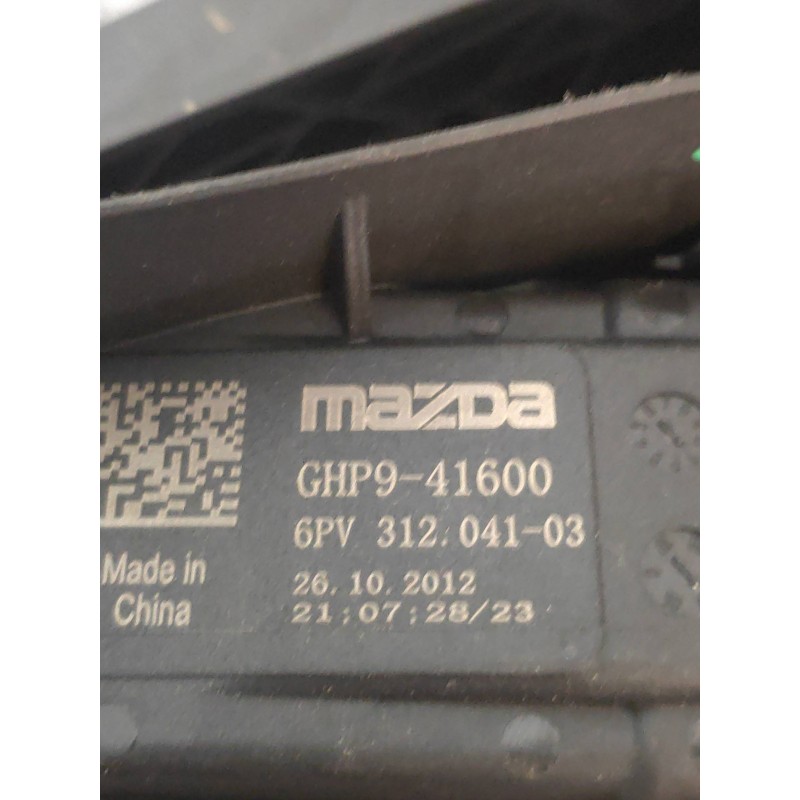 mazda
GHP9-41600
6PV 312.041-03
26.10.2012
21:07:28/23
Made in
China